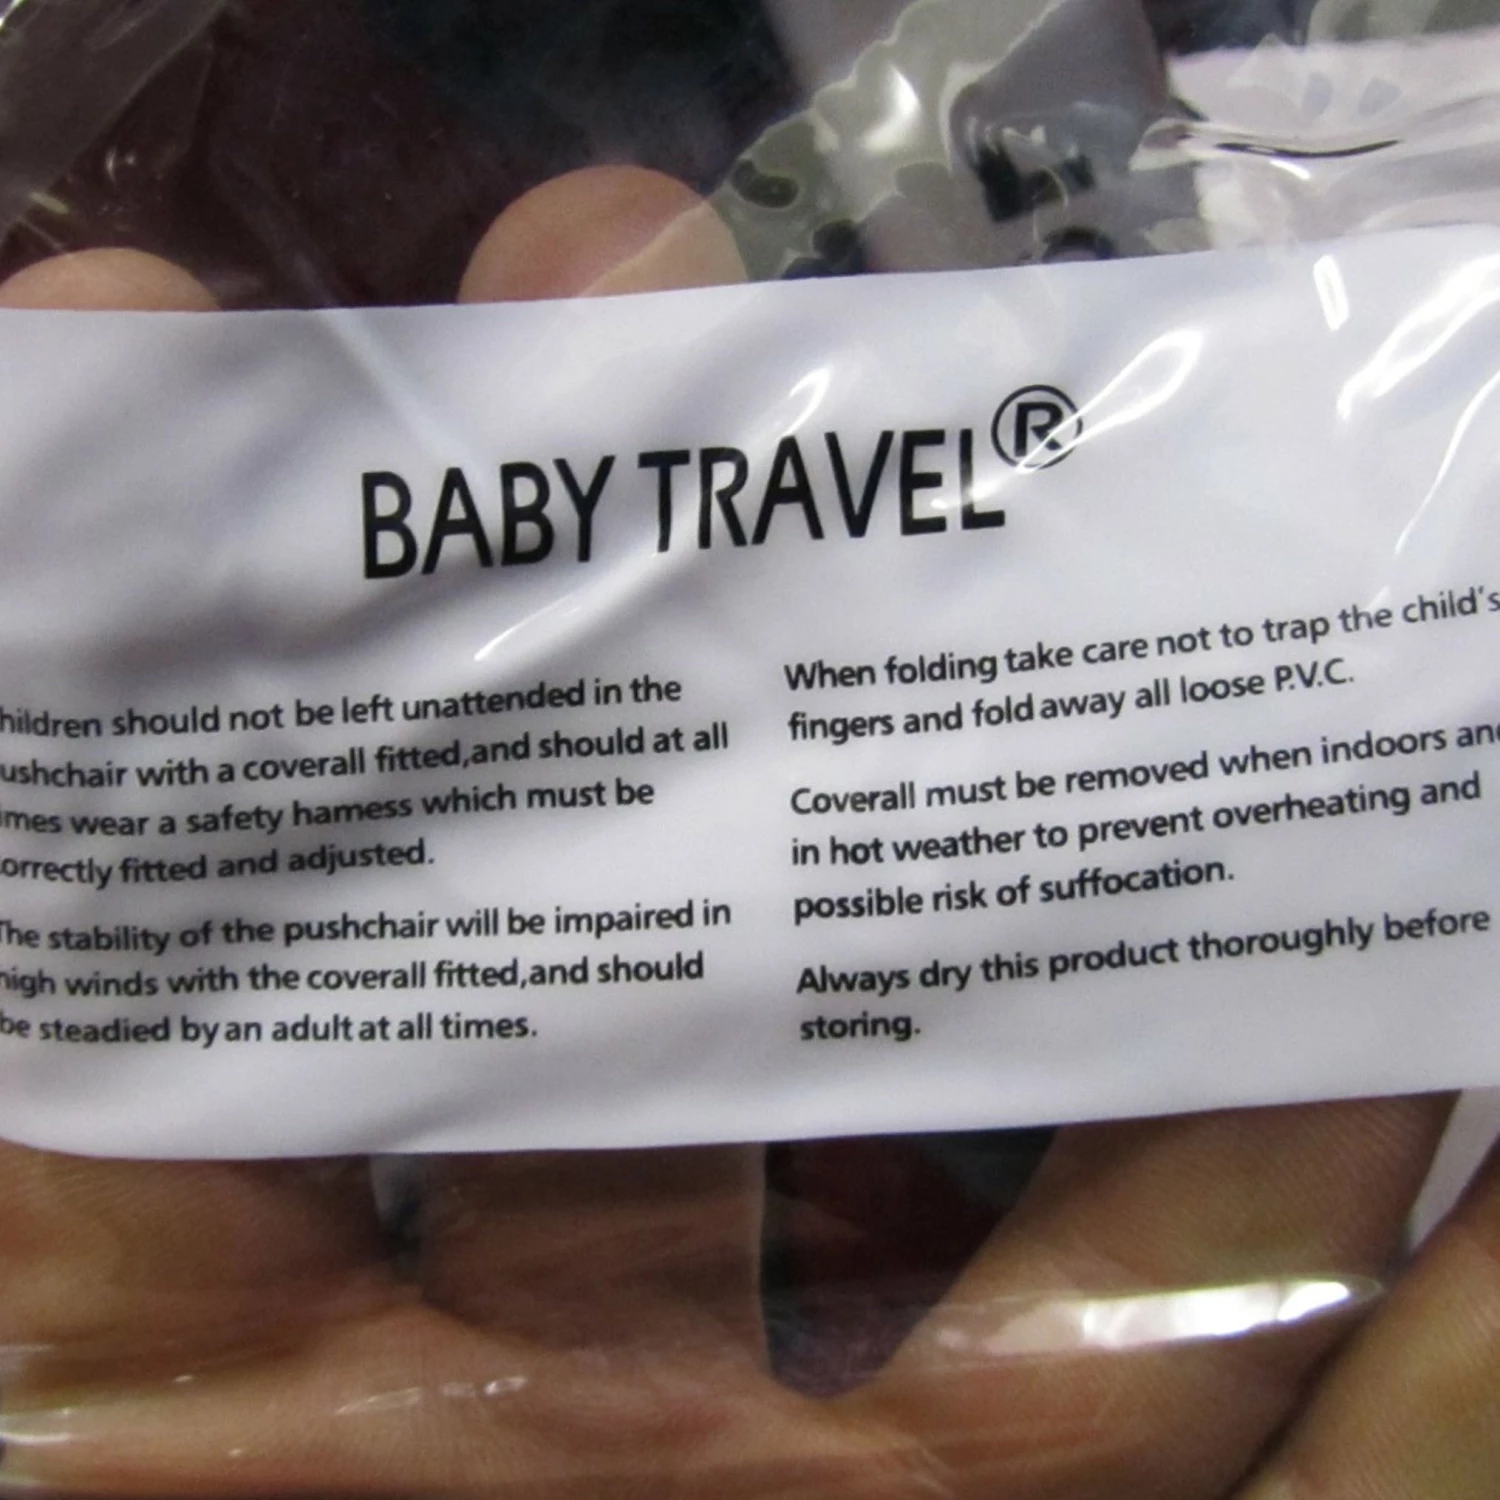 BABY TRAVEL®
hildren should not be left unattended in the
ushchair with a coverall fitted,and should at all
imes wear a safety hamess which must be
orrectly fitted and adjusted.
The stability of the pushchair will be impaired in
high winds with the coverall fitted,and should
be steadied by an adult at all times.
When folding take care not to trap the child's
fingers and fold away all loose P.V.C.
Coverall must be removed when indoors and
in hot weather to prevent overheating and
possible risk of suffocation.
Always dry this product thoroughly before
storing.